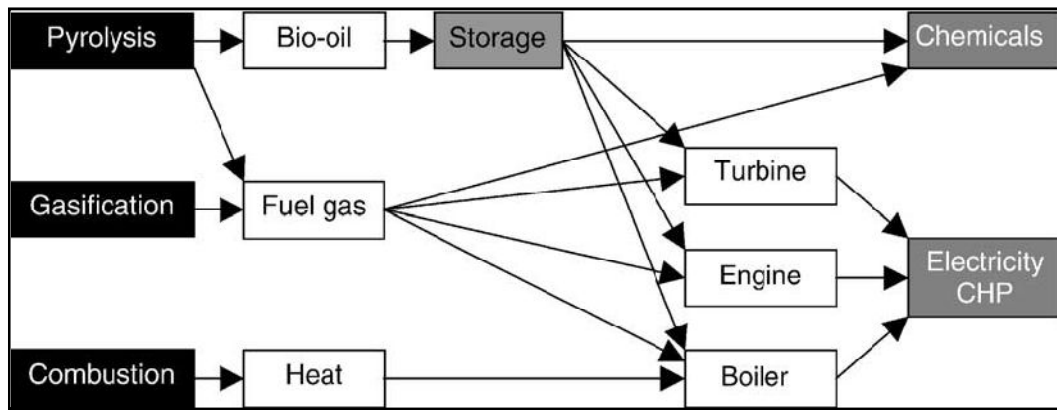 Pyrolysis
Bio-oil
Storage
Chemicals
Turbine
Gasification
Fuel gas
Engine
Electricity
CHP
Combustion
Heat
Boiler